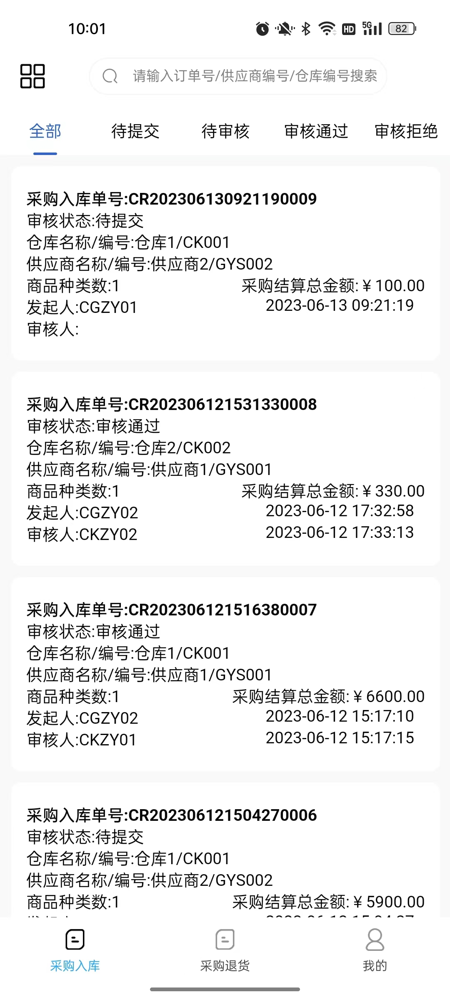 10:01
HD 5G 82
请输入订单号/供应商编号/仓库编号搜索
全部 待提交 待审核 审核通过 审核拒绝
采购入库单号:CR202306130921190009
审核状态:待提交
仓库名称/编号:仓库1/CK001
供应商名称/编号:供应商2/GYS002
商品种类数:1 采购结算总金额:¥100.00
发起人:CGZY01 2023-06-13 09:21:19
审核人:
采购入库单号:CR202306121531330008
审核状态:审核通过
仓库名称/编号:仓库2/CK002
供应商名称/编号:供应商1/GYS001
商品种类数:1 采购结算总金额:¥330.00
发起人:CGZY02 2023-06-12 17:32:58
审核人:CKZY02 2023-06-12 17:33:13
采购入库单号:CR202306121516380007
审核状态:审核通过
仓库名称/编号:仓库1/CK001
供应商名称/编号:供应商1/GYS001
商品种类数:1 采购结算总金额:¥6600.00
发起人:CGZY02 2023-06-12 15:17:10
审核人:CKZY01 2023-06-12 15:17:15
采购入库单号:CR202306121504270006
审核状态:待提交
仓库名称/编号:仓库1/CK001
供应商名称/编号:供应商2/GYS002
商品种类数:1 采购结算总金额:¥5900.00
采购入库 采购退货 我的